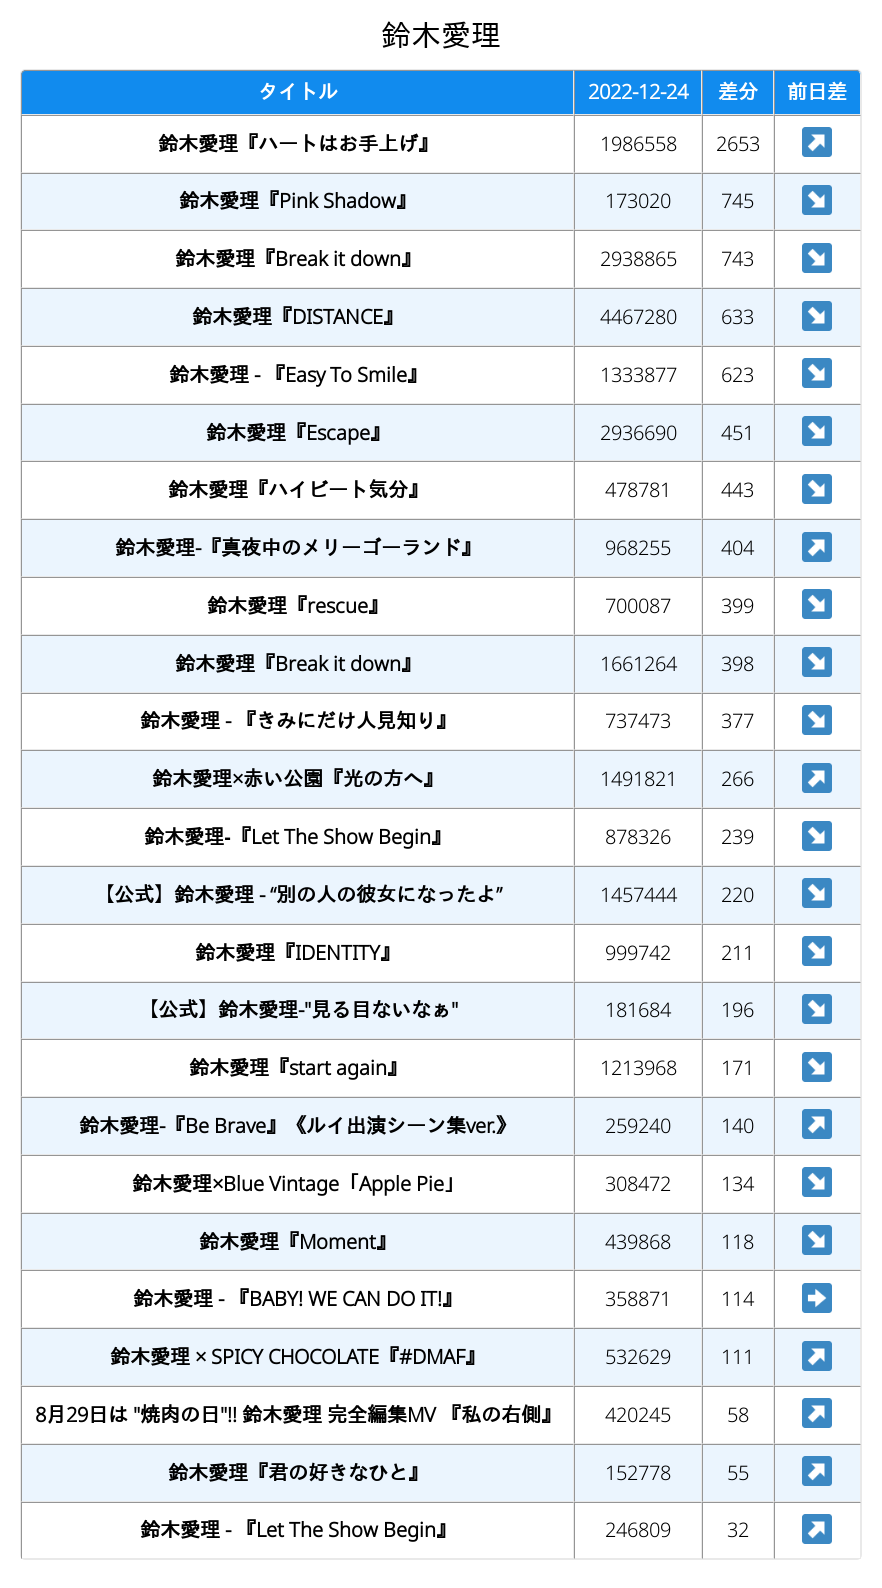 鈴木愛理
タイトル 2022-12-24 差分 前日差
鈴木愛理『ハートはお手上げ』 1986558 2653 ↗
鈴木愛理『Pink Shadow』 173020 745 ↘
鈴木愛理『Break it down』 2938865 743 ↘
鈴木愛理『DISTANCE』 4467280 633 ↘
鈴木愛理 - 『Easy To Smile』 1333877 623 ↘
鈴木愛理『Escape』 2936690 451 ↘
鈴木愛理『ハイビート気分』 478781 443 ↘
鈴木愛理-『真夜中のメリーゴーランド』 968255 404 ↗
鈴木愛理『rescue』 700087 399 ↘
鈴木愛理『Break it down』 1661264 398 ↘
鈴木愛理 - 『きみにだけ人見知り』 737473 377 ↘
鈴木愛理×赤い公園『光の方へ』 1491821 266 ↗
鈴木愛理-『Let The Show Begin』 878326 239 ↘
【公式】鈴木愛理 - “別の人の彼女になったよ” 1457444 220 ↘
鈴木愛理『IDENTITY』 999742 211 ↘
【公式】鈴木愛理-"見る目ないなぁ" 181684 196 ↘
鈴木愛理『start again』 1213968 171 ↘
鈴木愛理-『Be Brave』《ルイ出演シーン集ver.》 259240 140 ↗
鈴木愛理×Blue Vintage「Apple Pie」 308472 134 ↘
鈴木愛理『Moment』 439868 118 ↘
鈴木愛理 - 『BABY! WE CAN DO IT!』 358871 114 ➡
鈴木愛理 × SPICY CHOCOLATE『#DMAF』 532629 111 ↗
8月29日は "焼肉の日"!! 鈴木愛理 完全編集MV 『私の右側』 420245 58 ↗
鈴木愛理『君の好きなひと』 152778 55 ↗
鈴木愛理 - 『Let The Show Begin』 246809 32 ↗